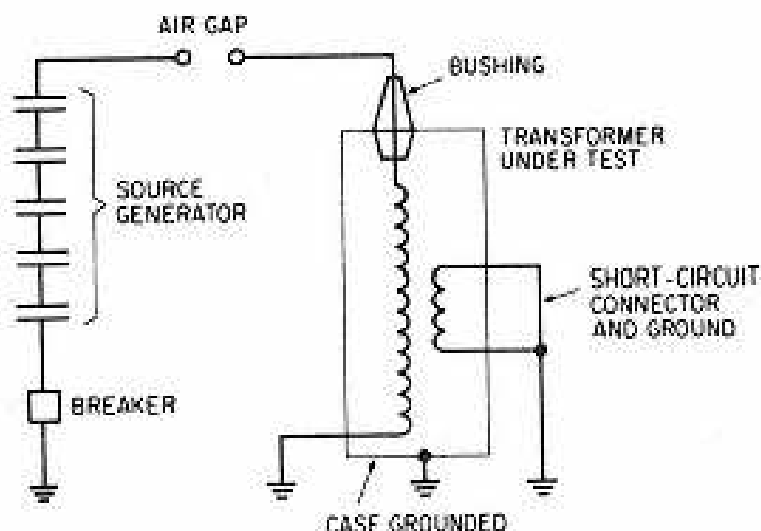 AIR GAP
BUSHING
TRANSFORMER
UNDER TEST
SOURCE
GENERATOR
SHORT-CIRCUIT
CONNECTOR
AND GROUND
BREAKER
CASE GROUNDED